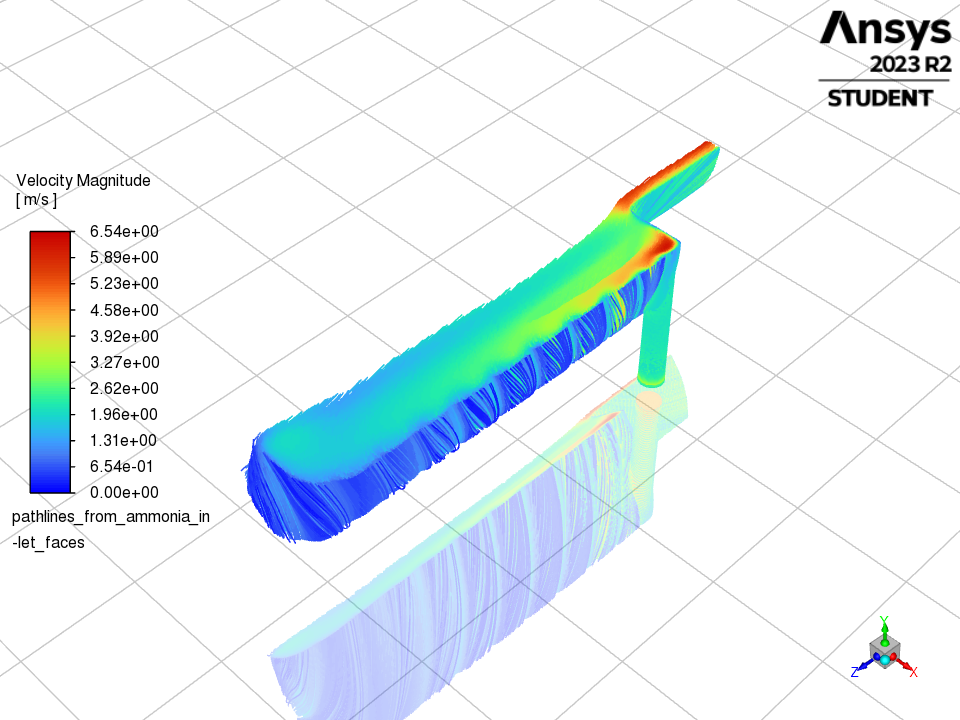 Ansys
2023 R2
STUDENT
Velocity Magnitude
[ m/s ]
6.54e+00
5.89e+00
5.23e+00
4.58e+00
3.92e+00
3.27e+00
2.62e+00
1.96e+00
1.31e+00
6.54e-01
0.00e+00
pathlines_from_ammonia_in
-let_faces
Y
Z
X